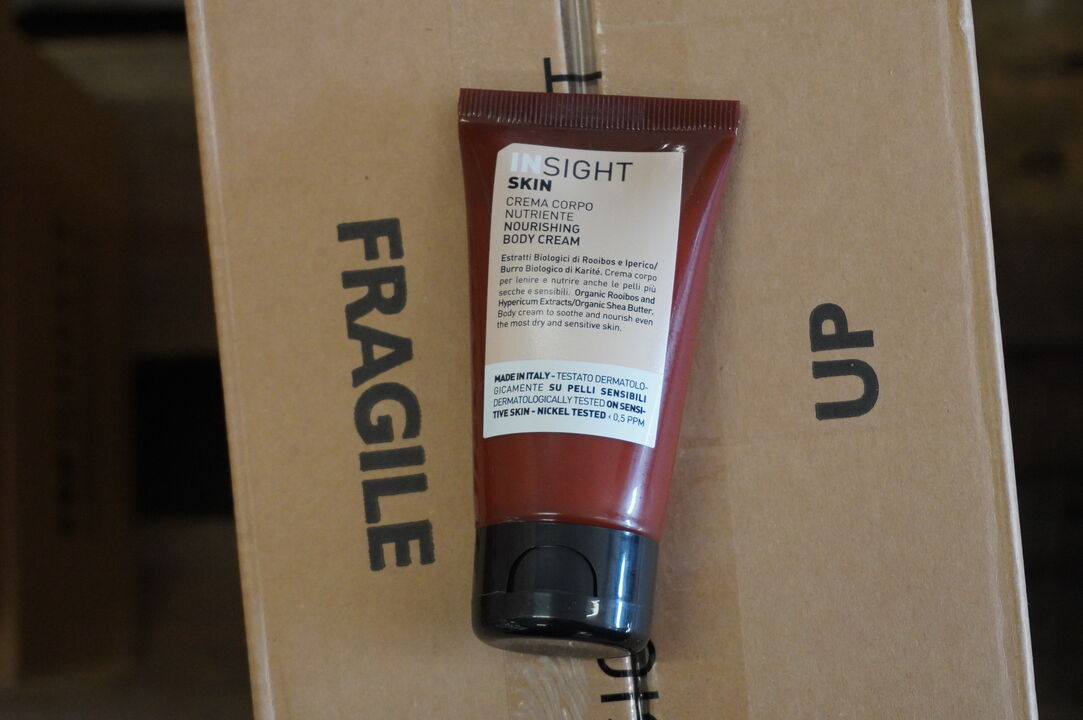 INSIGHT
SKIN
CREMA CORPO
NUTRIENTE
NOURISHING
BODY CREAM
Estratti Biologici di Rooibos e Iperico/
Burro Biologico di Karité. Crema corpo
per lenire e nutrire anche le pelli più
secche e sensibili. Organic Rooibos and
Hypericum Extracts/Organic Shea Butter.
Body cream to soothe and nourish even
the most dry and sensitive skin.
MADE IN ITALY - TESTATO DERMATOLO-
GICAMENTE SU PELLI SENSIBILI
DERMATOLOGICALLY TESTED ON SENSI-
TIVE SKIN - NICKEL TESTED < 0,5 PPM
FRAGILE
UP